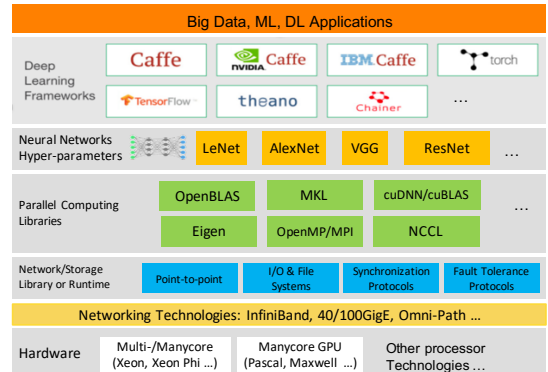 Big Data, ML, DL Applications
Deep
Learning
Frameworks
Caffe
NVIDIA Caffe
IBM Caffe
torch
TensorFlow
theano
Chainer
...
Neural Networks
Hyper-parameters
LeNet
AlexNet
VGG
ResNet
...
Parallel Computing
Libraries
OpenBLAS
MKL
cuDNN/cuBLAS
...
Eigen
OpenMP/MPI
NCCL
Network/Storage
Library or Runtime
Point-to-point
I/O & File
Systems
Synchronization
Protocols
Fault Tolerance
Protocols
Networking Technologies: InfiniBand, 40/100GigE, Omni-Path ...
Hardware
Multi-/Manycore
(Xeon, Xeon Phi ...)
Manycore GPU
(Pascal, Maxwell ...)
Other processor
Technologies ...